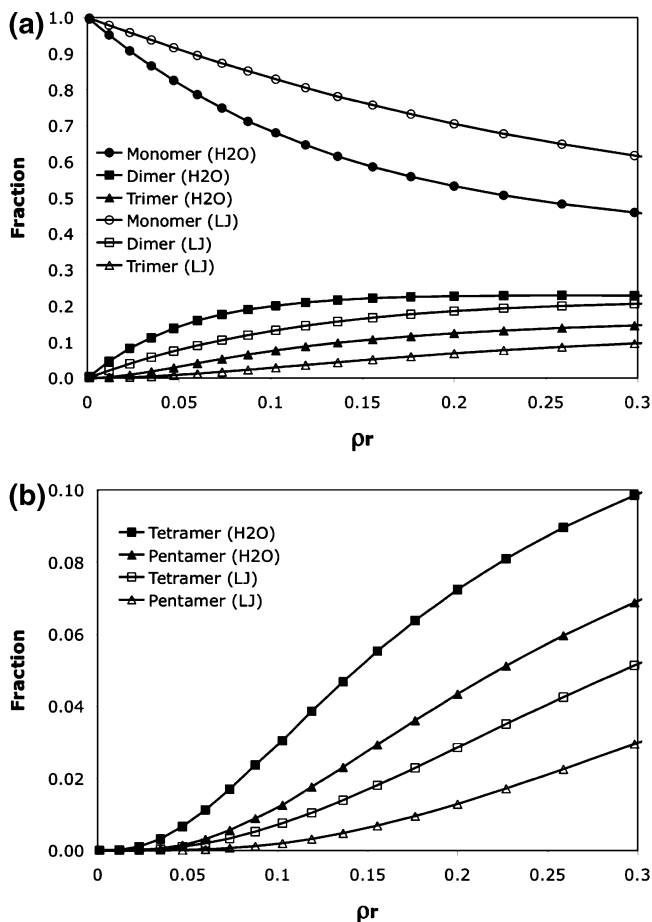 (a)
1.0
0.9
0.8
0.7
0.6
0.5
0.4
0.3
0.2
0.1
0.0
Fraction
Monomer (H2O)
Dimer (H2O)
Trimer (H2O)
Monomer (LJ)
Dimer (LJ)
Trimer (LJ)
0 0.05 0.1 0.15 0.2 0.25 0.3
ρr
(b)
0.10
0.08
0.06
0.04
0.02
0.00
Fraction
Tetramer (H2O)
Pentamer (H2O)
Tetramer (LJ)
Pentamer (LJ)
0 0.05 0.1 0.15 0.2 0.25 0.3
ρr